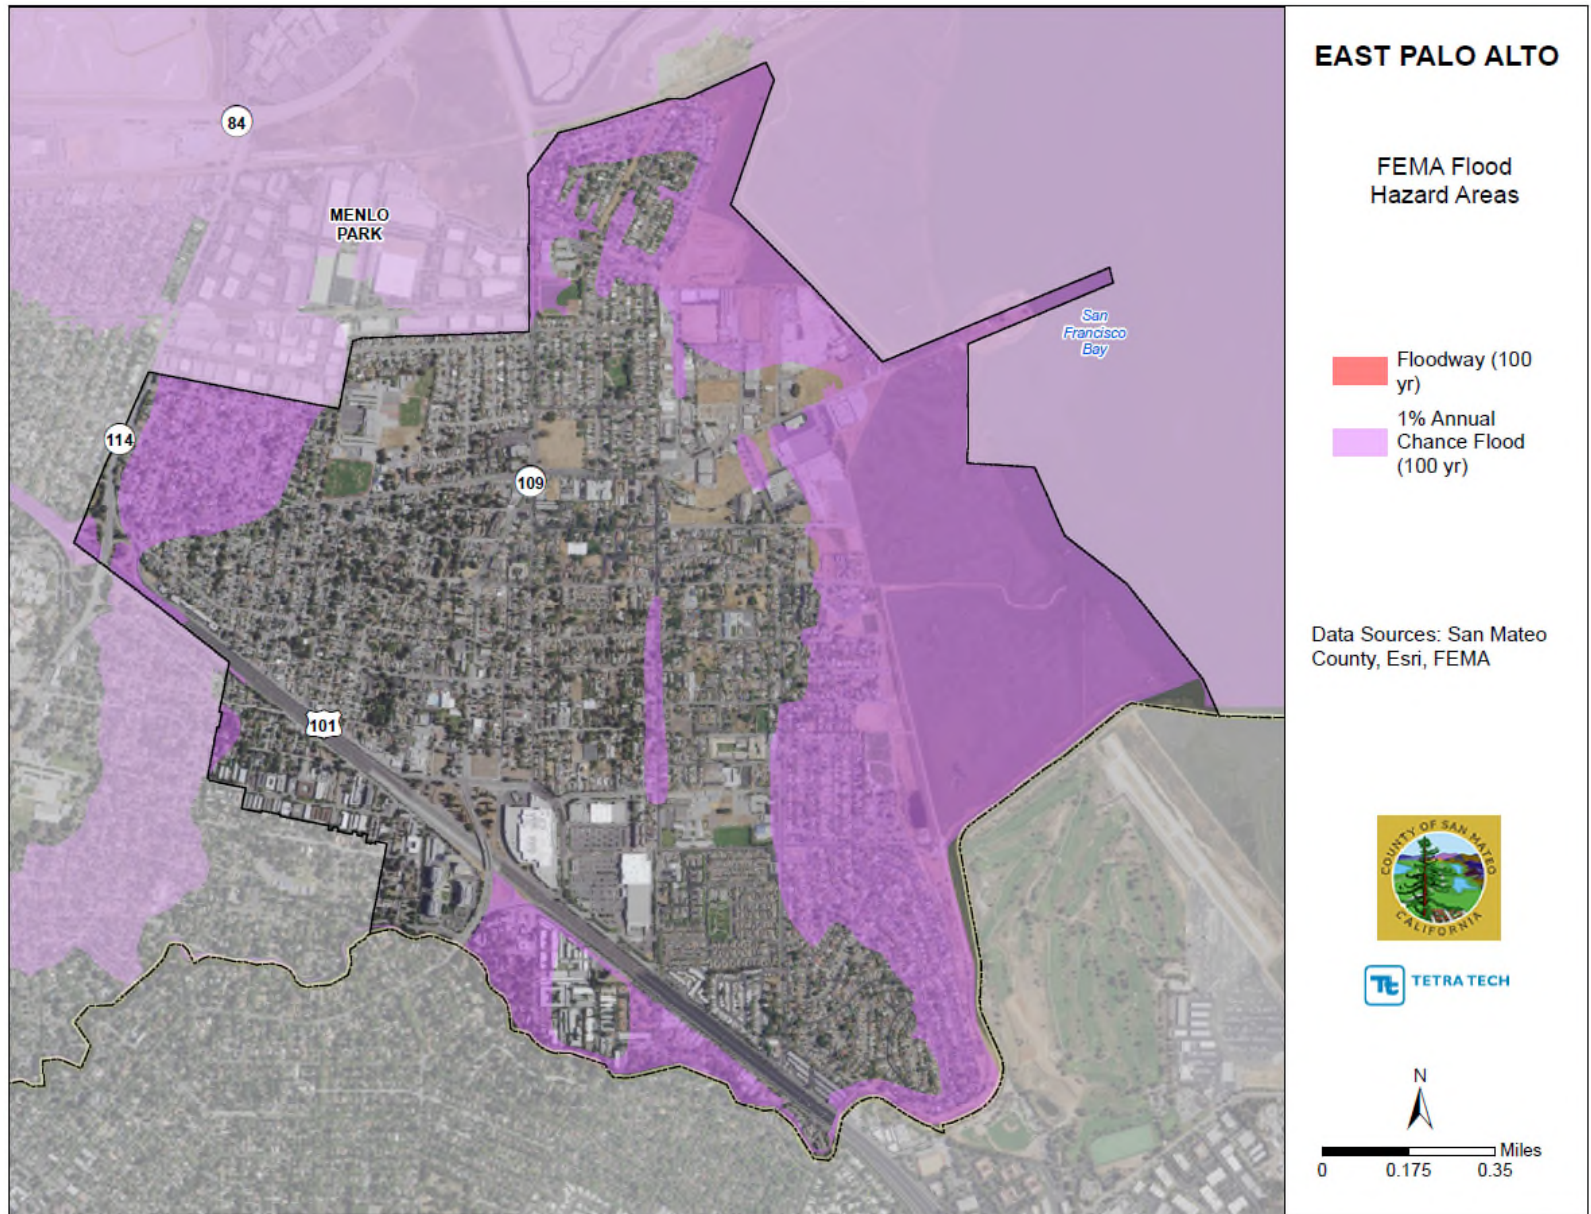 EAST PALO ALTO
FEMA Flood
Hazard Areas
Floodway (100
yr)
1% Annual
Chance Flood
(100 yr)
Data Sources: San Mateo
County, Esri, FEMA
COUNTY OF SAN MATEO
CALIFORNIA
Tt TETRA TECH
N
Miles
0 0.175 0.35
84
MENLO
PARK
San
Francisco
Bay
114
109
101